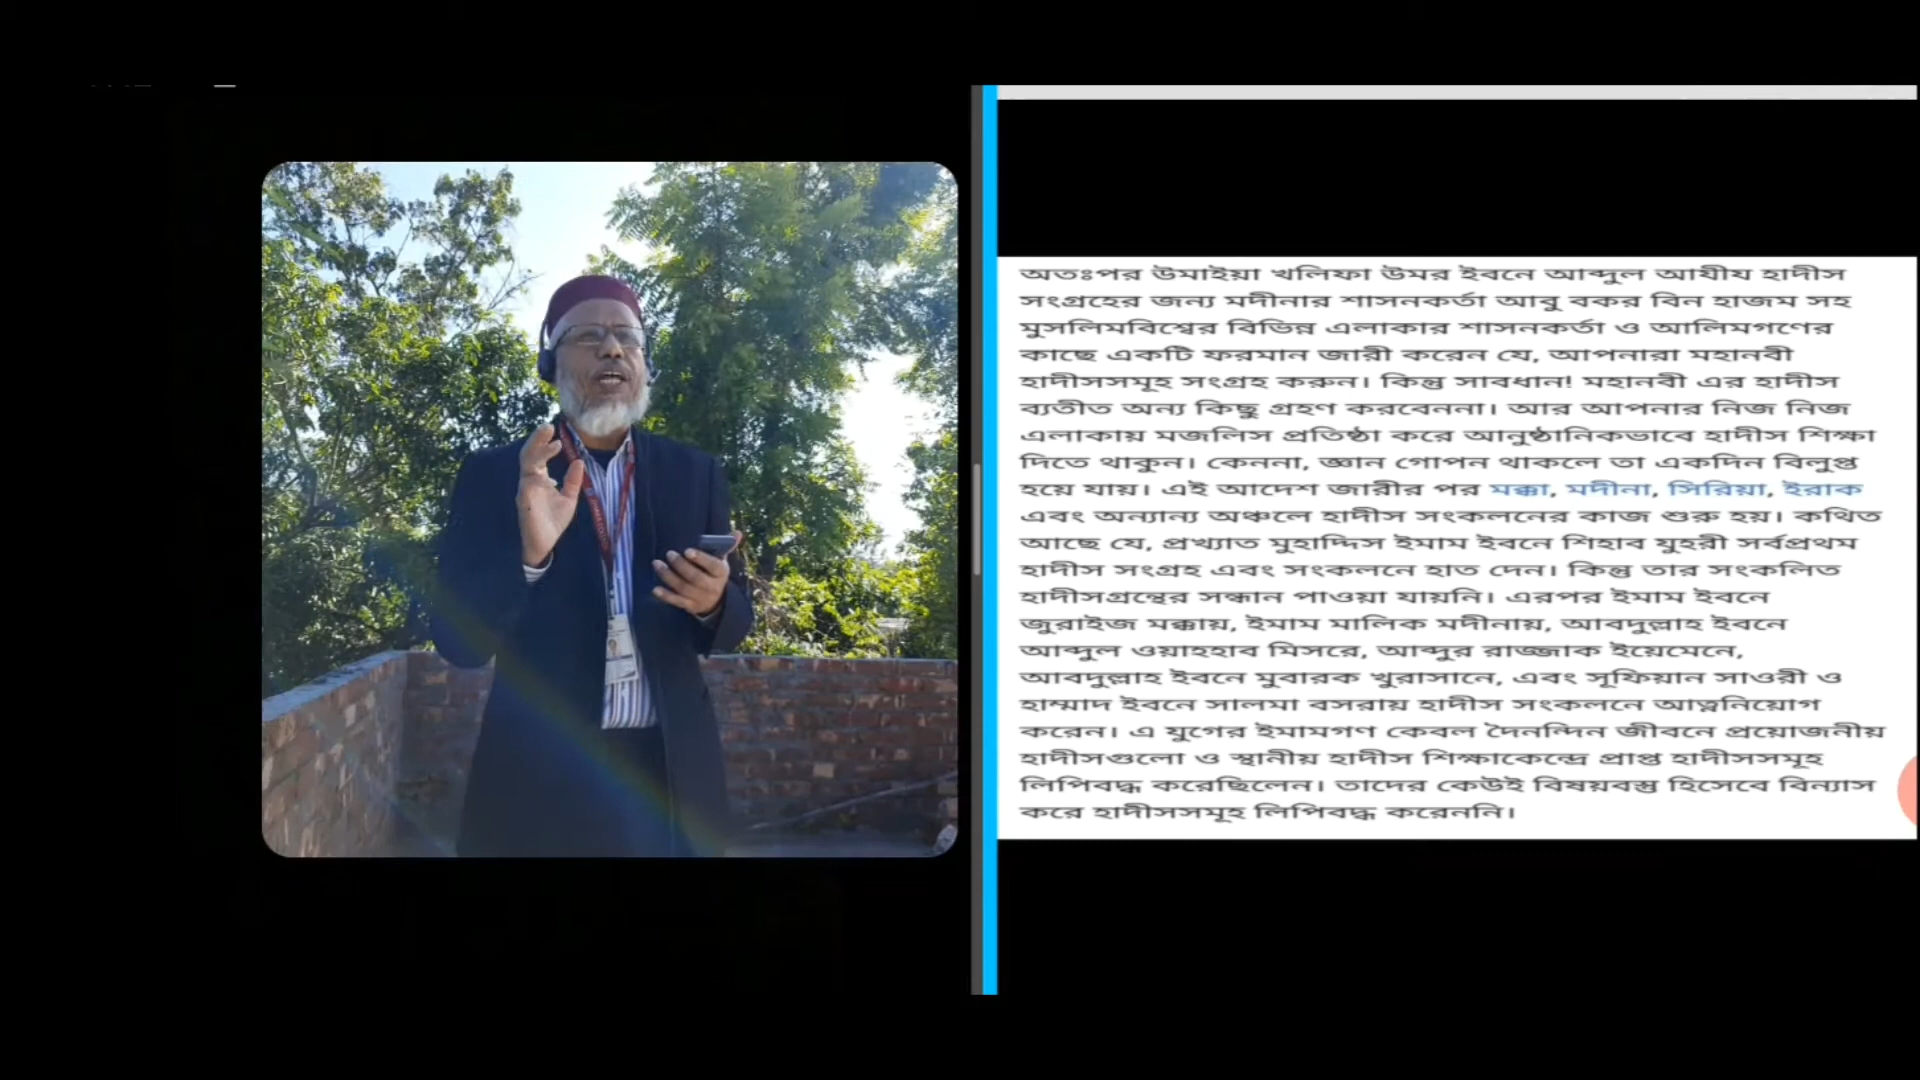 অতঃপর উমাইয়া খলিফা উমর ইবনে আব্দুল আযীয হাদীস
সংগ্রহের জন্য মদীনার শাসনকর্তা আবু বকর বিন হাজম সহ
মুসলিমবিশ্বের বিভিন্ন এলাকার শাসনকর্তা ও আলিমগণের
কাছে একটি ফরমান জারী করেন যে, আপনারা মহানবী
হাদীসসমূহ সংগ্রহ করুন। কিন্তু সাবধান! মহানবী এর হাদীস
ব্যতীত অন্য কিছু গ্রহণ করবেননা। আর আপনার নিজ নিজ
এলাকায় মজলিস প্রতিষ্ঠা করে আনুষ্ঠানিকভাবে হাদীস শিক্ষা
দিতে থাকুন। কেননা, জ্ঞান গোপন থাকলে তা একদিন বিলুপ্ত
হয়ে যায়। এই আদেশ জারীর পর মক্কা, মদীনা, সিরিয়া, ইরাক
এবং অন্যান্য অঞ্চলে হাদীস সংকলনের কাজ শুরু হয়। কথিত
আছে যে, প্রখ্যাত মুহাদ্দিস ইমাম ইবনে শিহাব যুহরী সর্বপ্রথম
হাদীস সংগ্রহ এবং সংকলনে হাত দেন। কিন্তু তার সংকলিত
হাদীসগ্রন্থের সন্ধান পাওয়া যায়নি। এরপর ইমাম ইবনে
জুরাইজ মক্কায়, ইমাম মালিক মদীনায়, আবদুল্লাহ ইবনে
আব্দুল ওয়াহহাব মিসরে, আব্দুর রাজ্জাক ইয়েমেনে,
আবদুল্লাহ ইবনে মুবারক খুরাসানে, এবং সূফিয়ান সাওরী ও
হাম্মাদ ইবনে সালমা বসরায় হাদীস সংকলনে আত্ননিয়োগ
করেন। এ যুগের ইমামগণ কেবল দৈনন্দিন জীবনে প্রয়োজনীয়
হাদীসগুলো ও স্থানীয় হাদীস শিক্ষাকেন্দ্রে প্রাপ্ত হাদীসসমূহ
লিপিবদ্ধ করেছিলেন। তাদের কেউই বিষয়বস্তু হিসেবে বিন্যাস
করে হাদীসসমূহ লিপিবদ্ধ করেননি।